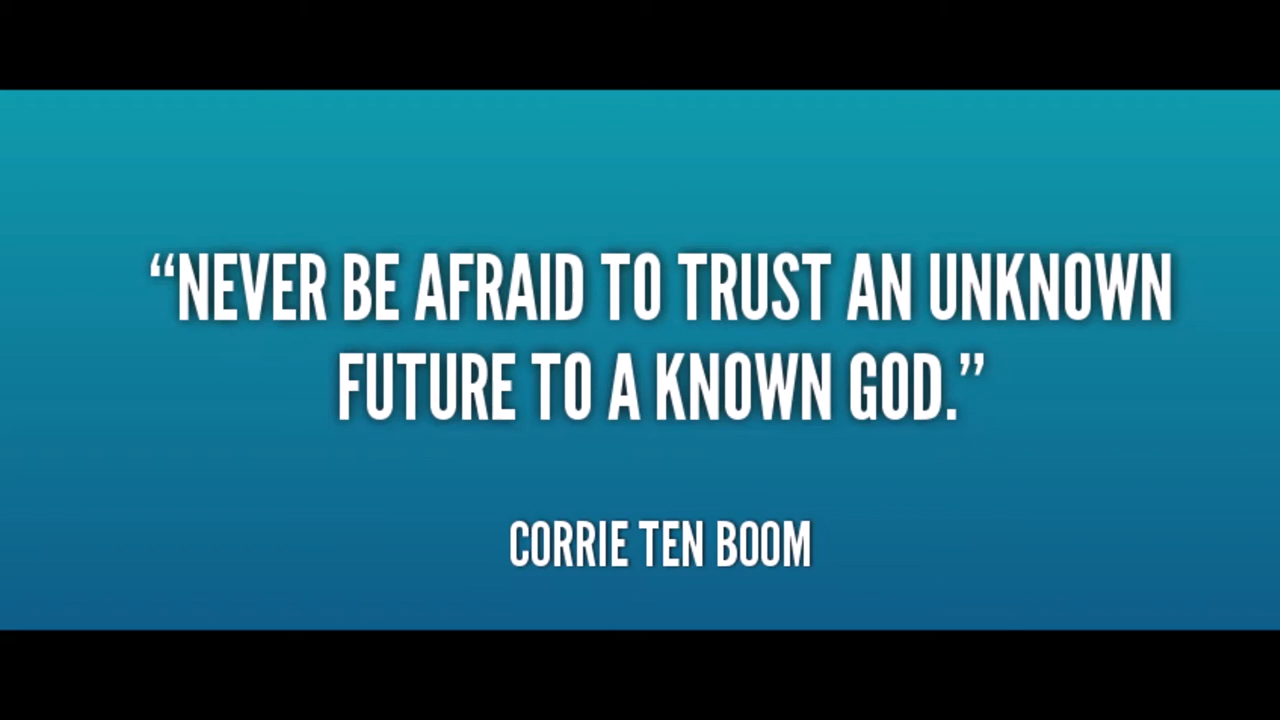 “NEVER BE AFRAID TO TRUST AN UNKNOWN
FUTURE TO A KNOWN GOD.”
CORRIE TEN BOOM